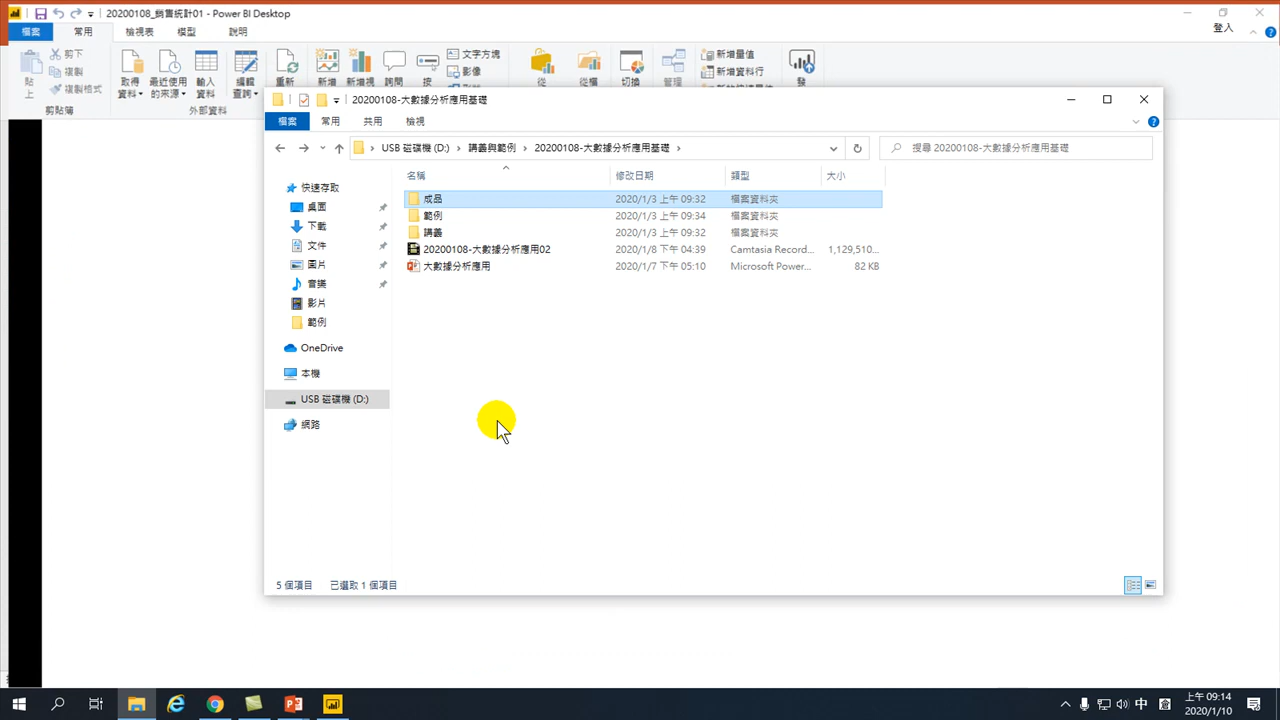 20200108_銷售統計01 - Power BI Desktop
登入
檔案 常用 檢視表 模型 說明
剪下
複製
複製格式
貼上
剪貼簿
取得資料
最近使用的來源
輸入資料
編輯查詢
外部資料
重新
新增
新增視
詢問
按
文字方塊
影像
從
從檔
切換
管理
新增量值
新增資料行
發
20200108-大數據分析應用基礎
檔案 常用 共用 檢視
USB 磁碟機 (D:) 講義與範例 20200108-大數據分析應用基礎
搜尋 20200108-大數據分析應用基礎
名稱 修改日期 類型 大小
成品 2020/1/3 上午 09:32 檔案資料夾
範例 2020/1/3 上午 09:34 檔案資料夾
講義 2020/1/3 上午 09:32 檔案資料夾
20200108-大數據分析應用02 2020/1/8 下午 04:39 Camtasia Record... 1,129,510...
大數據分析應用 2020/1/7 下午 05:10 Microsoft Power... 82 KB
快速存取
桌面
下載
文件
圖片
音樂
影片
範例
OneDrive
本機
USB 磁碟機 (D:)
網路
5 個項目 已選取 1 個項目
中
上午 09:14
2020/1/10